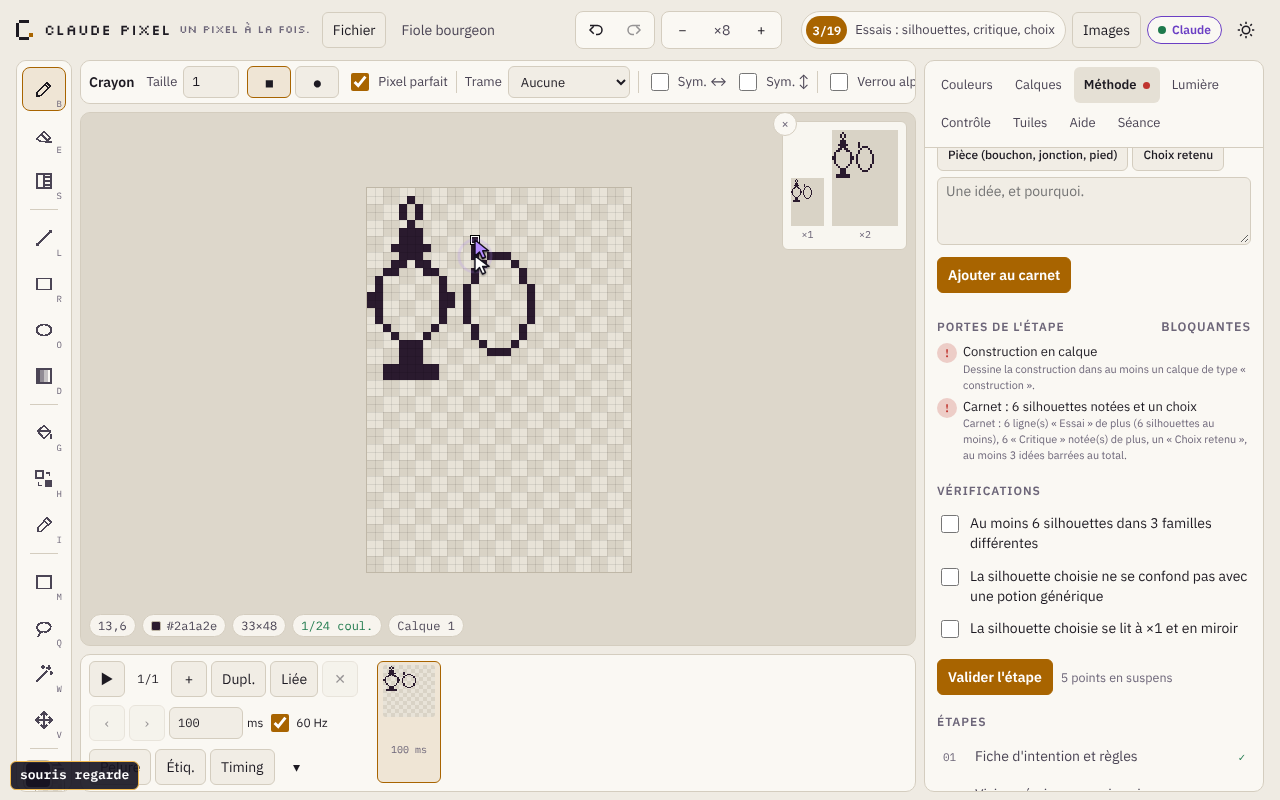 CLAUDE PIXEL UN PIXEL À LA FOIS. Fichier Fiole bourgeon − ×8 + 3/19 Essais : silhouettes, critique, choix Images Claude
Crayon Taille 1 Pixel parfait Trame Aucune Sym. Sym. Verrou alp
B
E
S
L
R
O
D
G
H
I
M
Q
W
V
×1 ×2
13,6 #2a1a2e 33×48 1/24 coul. Calque 1
1/1 + Dupl. Liée ×
100 ms 60 Hz
100 ms
Étiq. Timing
souris regarde
Couleurs Calques Méthode Lumière
Contrôle Tuiles Aide Séance
Pièce (bouchon, jonction, pied) Choix retenu
Une idée, et pourquoi.
Ajouter au carnet
PORTES DE L'ÉTAPE BLOQUANTES
! Construction en calque
Dessine la construction dans au moins un calque de type «
construction ».
! Carnet : 6 silhouettes notées et un choix
Carnet : 6 ligne(s) « Essai » de plus (6 silhouettes au
moins), 6 « Critique » notée(s) de plus, un « Choix retenu »,
au moins 3 idées barrées au total.
VÉRIFICATIONS
Au moins 6 silhouettes dans 3 familles
différentes
La silhouette choisie ne se confond pas avec
une potion générique
La silhouette choisie se lit à ×1 et en miroir
Valider l'étape 5 points en suspens
ÉTAPES
01 Fiche d'intention et règles ✓